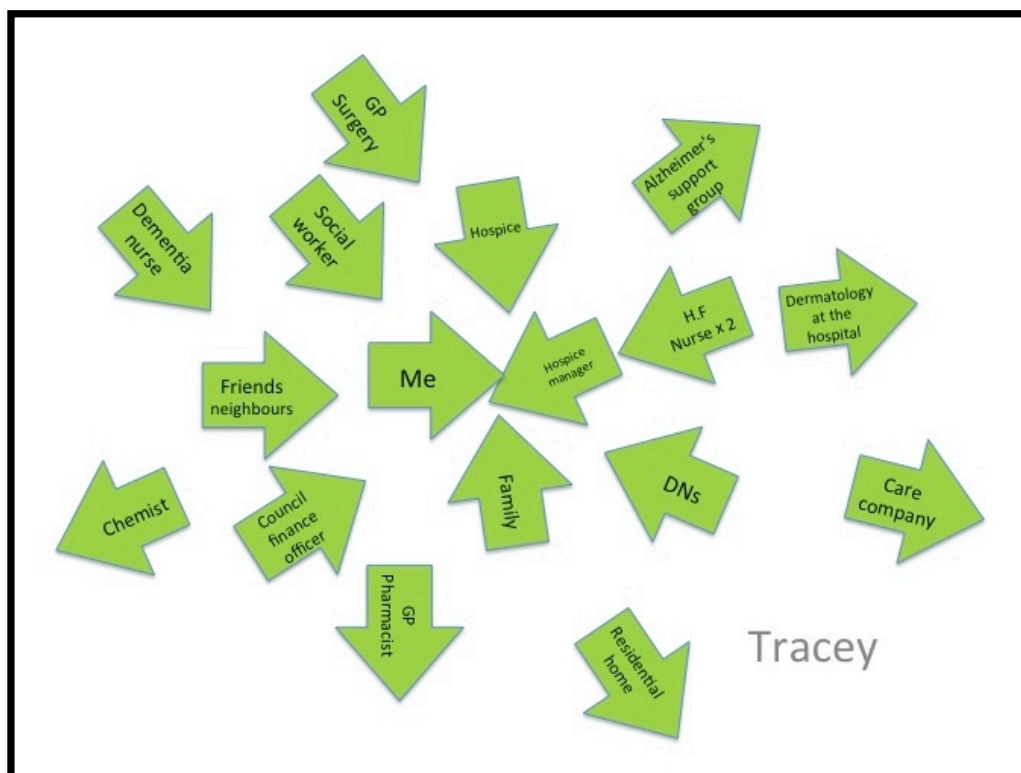 GP
Surgery
Alzheimer's
support
group
Dementia
nurse
Social
worker
Hospice
H.F
Nurse x 2
Dermatology
at the
hospital
Friends
neighbours
Me
Hospice
manager
Chemist
Council
finance
officer
Family
DNs
Care
company
GP
Pharmacist
Residential
home
Tracey